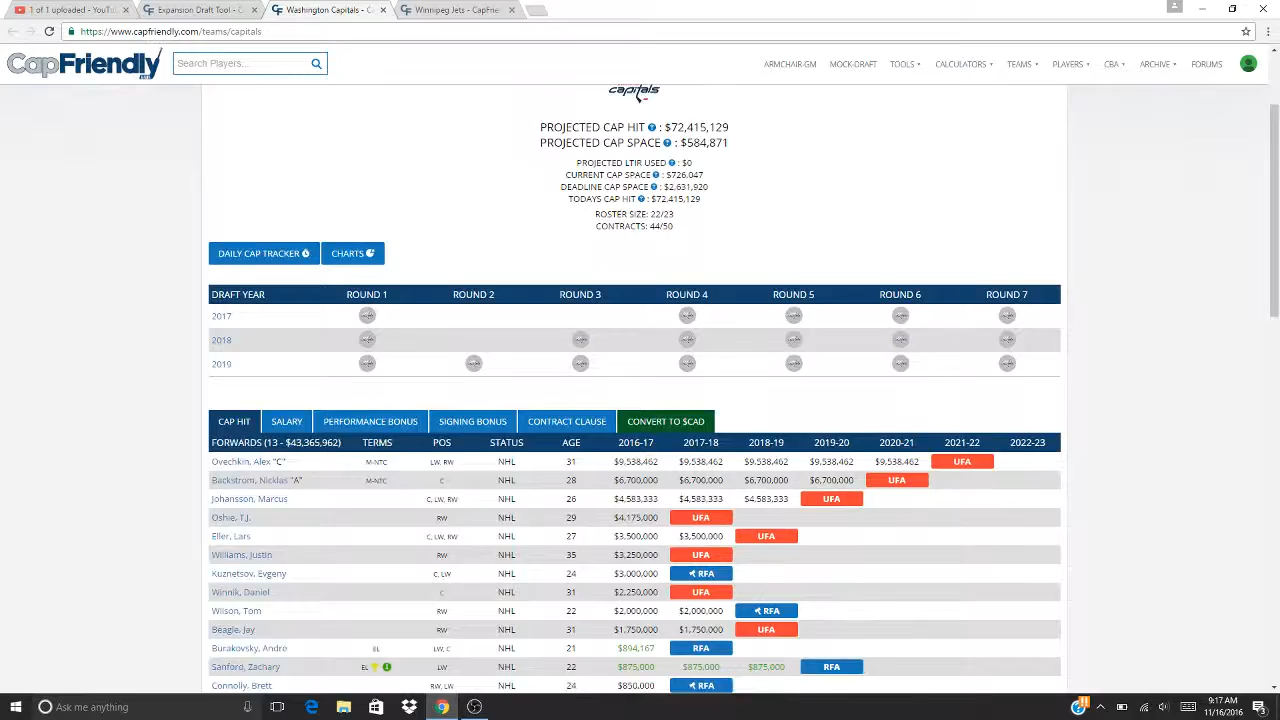 1 of 1 uploaded - YouTub
Expansion Draft Tool -
Washington Capitals - C
Winnipeg Jets - CapFrie
https://www.capfriendly.com/teams/capitals
CapFriendly
Search Players...
ARMCHAIR-GM MOCK-DRAFT TOOLS CALCULATORS TEAMS PLAYERS CBA ARCHIVE FORUMS
capitals
PROJECTED CAP HIT ? : $72,415,129
PROJECTED CAP SPACE ? : $584,871
PROJECTED LTIR USED ? : $0
CURRENT CAP SPACE ? : $726,047
DEADLINE CAP SPACE ? : $2,631,920
TODAYS CAP HIT ? : $72,415,129
ROSTER SIZE: 22/23
CONTRACTS: 44/50
DAILY CAP TRACKER CHARTS
DRAFT YEAR ROUND 1 ROUND 2 ROUND 3 ROUND 4 ROUND 5 ROUND 6 ROUND 7
2017
2018
2019
CAP HIT SALARY PERFORMANCE BONUS SIGNING BONUS CONTRACT CLAUSE CONVERT TO $CAD
FORWARDS (13 - $43,365,962) TERMS POS STATUS AGE 2016-17 2017-18 2018-19 2019-20 2020-21 2021-22 2022-23
Ovechkin, Alex "C" M-NTC LW, RW NHL 31 $9,538,462 $9,538,462 $9,538,462 $9,538,462 $9,538,462 UFA
Backstrom, Nicklas "A" M-NTC C NHL 28 $6,700,000 $6,700,000 $6,700,000 $6,700,000 UFA
Johansson, Marcus C, LW, RW NHL 26 $4,583,333 $4,583,333 $4,583,333 UFA
Oshie, T.J. RW NHL 29 $4,175,000 UFA
Eller, Lars C, LW, RW NHL 27 $3,500,000 $3,500,000 UFA
Williams, Justin RW NHL 35 $3,250,000 UFA
Kuznetsov, Evgeny C, LW NHL 24 $3,000,000 RFA
Winnik, Daniel C NHL 31 $2,250,000 UFA
Wilson, Tom RW NHL 22 $2,000,000 $2,000,000 RFA
Beagle, Jay RW NHL 31 $1,750,000 $1,750,000 UFA
Burakovsky, Andre EL LW, C NHL 21 $894,167 RFA
Sanford, Zachary EL LW NHL 22 $875,000 $875,000 $875,000 RFA
Connolly, Brett RW, LW NHL 24 $850,000 RFA
Ask me anything
9:17 AM
11/16/2016